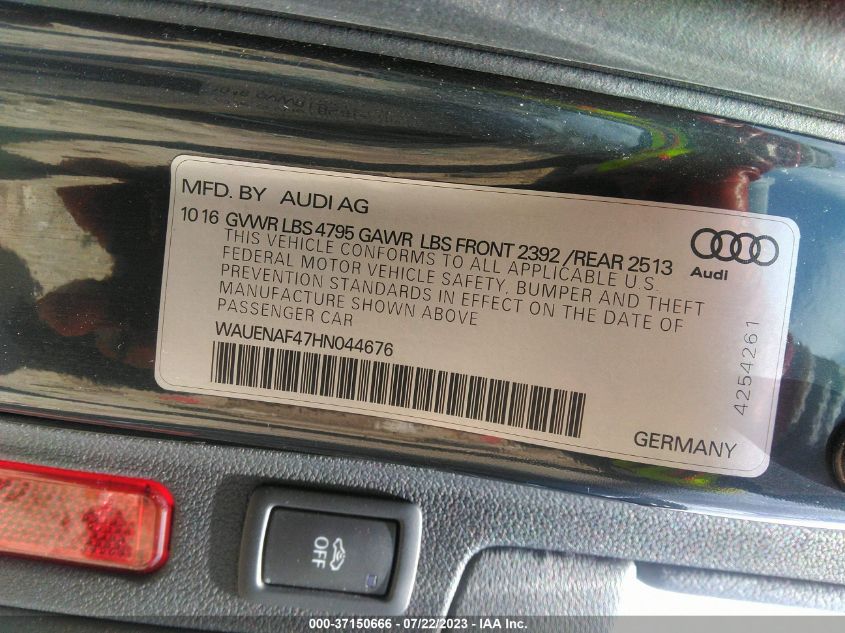 MFD. BY AUDI AG
10 16 GVWR LBS 4795 GAWR LBS FRONT 2392 /REAR 2513
THIS VEHICLE CONFORMS TO ALL APPLICABLE U.S.
FEDERAL MOTOR VEHICLE SAFETY, BUMPER AND THEFT
PREVENTION STANDARDS IN EFFECT ON THE DATE OF
MANUFACTURE SHOWN ABOVE
PASSENGER CAR
WAUENAF47HN044676
Audi
4254261
GERMANY
OFF
000-37150666 - 07/22/2023 - IAA Inc.